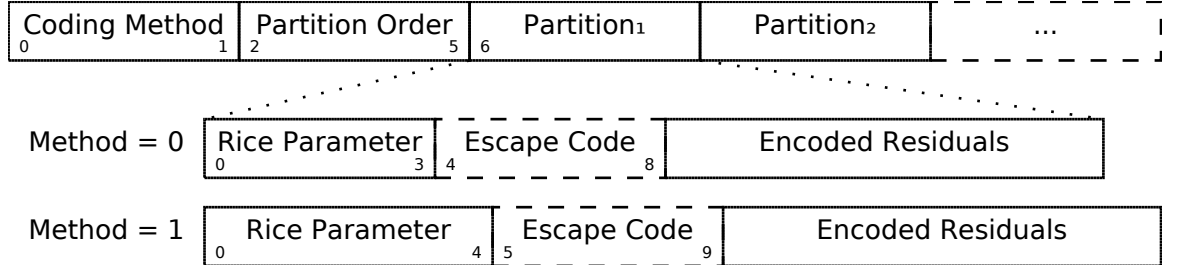 Coding Method Partition Order Partition₁ Partition₂ ...
0 1 2 5 6
Method = 0 Rice Parameter Escape Code Encoded Residuals
0 3 4 8
Method = 1 Rice Parameter Escape Code Encoded Residuals
0 4 5 9